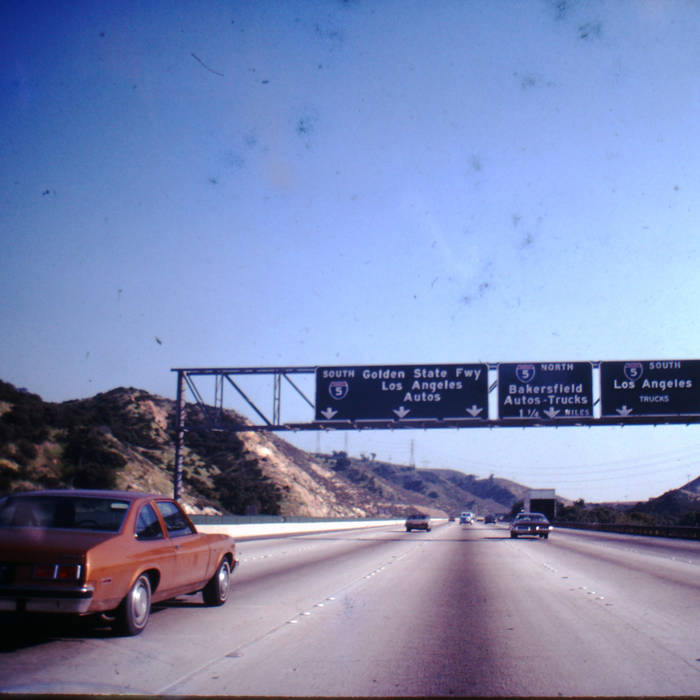 SOUTH Golden State Fwy
5 Los Angeles
Autos
NORTH
5
Bakersfield
Autos-Trucks
1 1/4 MILES
SOUTH
5
Los Angeles
TRUCKS